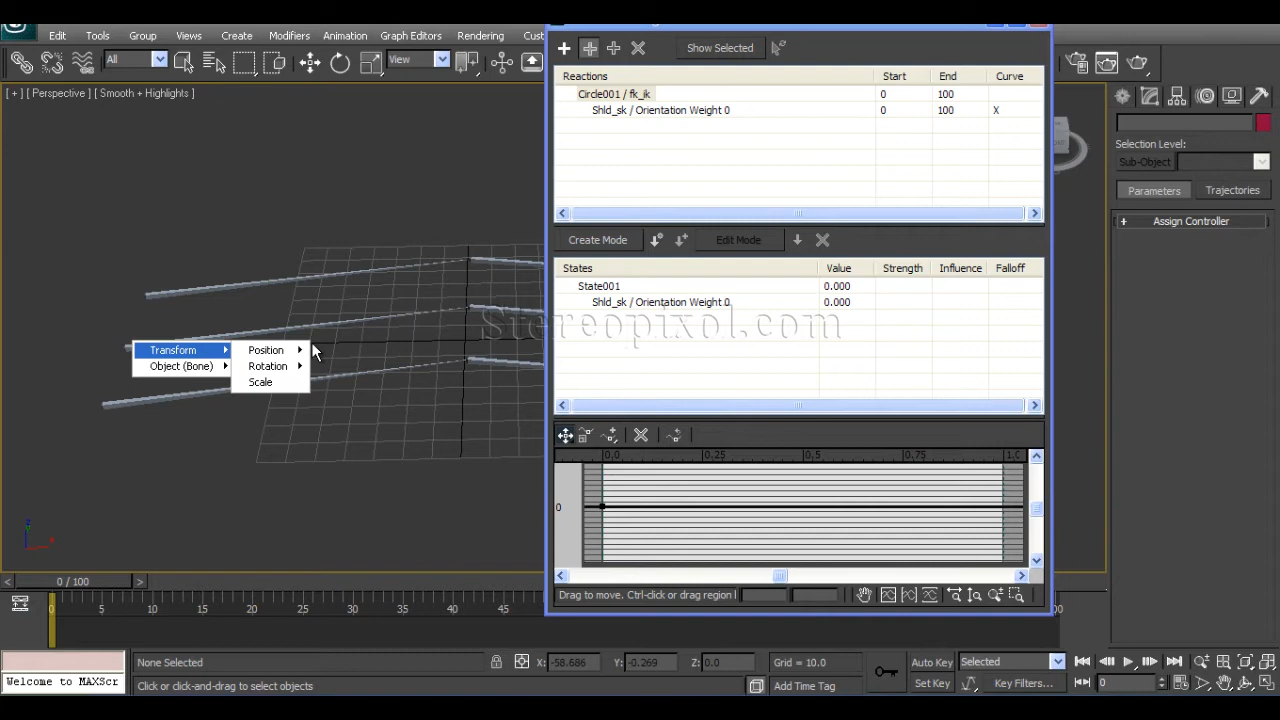 Edit Tools Group Views Create Modifiers Animation Graph Editors Rendering Cust
All View Show Selected
[ + ] [ Perspective ] [ Smooth + Highlights ]
Reactions Start End Curve
Circle001 / fk_ik 0 100
Shld_sk / Orientation Weight 0 0 100 X
Selection Level:
Sub-Object
Parameters Trajectories
+ Assign Controller
Create Mode Edit Mode
States Value Strength Influence Falloff
State001 0.000
Shld_sk / Orientation Weight 0 0.000
Stereopixol.com
Transform Position
Object (Bone) Rotation
Scale
0,0 0,25 0,5 0,75 1,0
0
0 / 100
Drag to move. Ctrl-click or drag region l
0 5 10 15 20 25 30 35 40 45 50
None Selected X: -58.686 Y: -0.269 Z: 0.0 Grid = 10.0 Auto Key Selected
Welcome to MAXScr Click or click-and-drag to select objects Add Time Tag Set Key Key Filters... 0